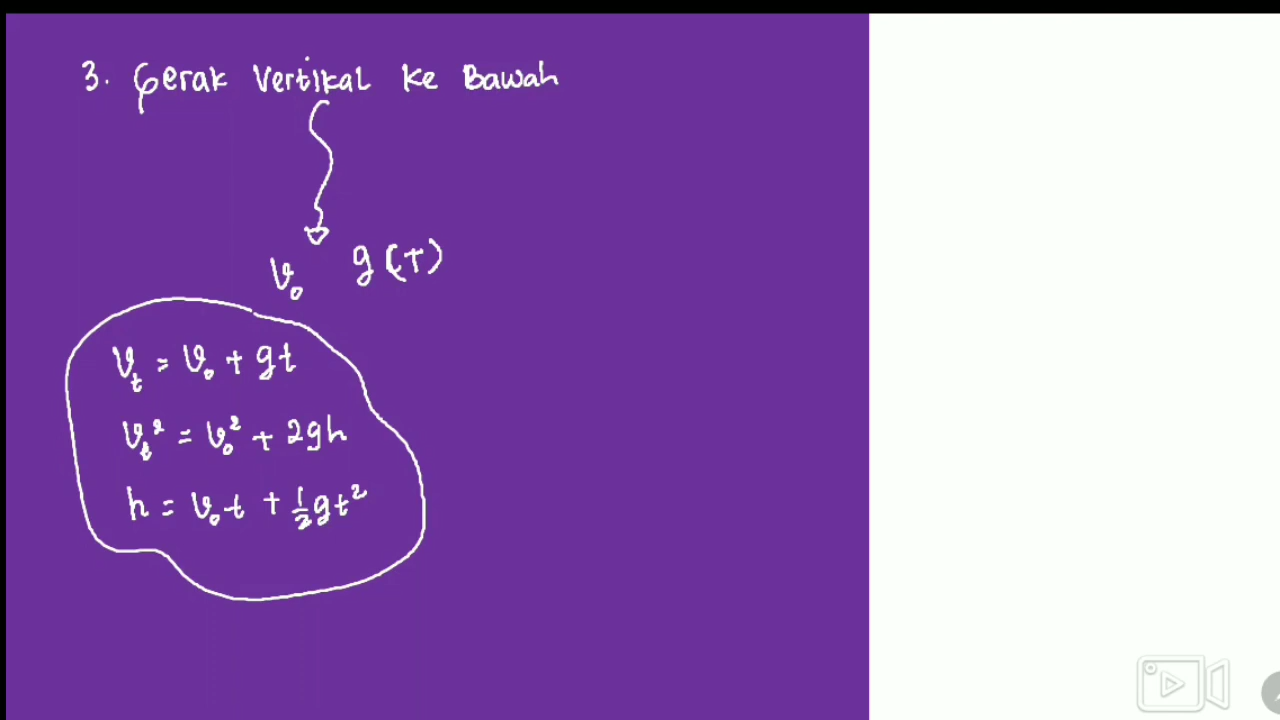 3. Gerak Vertikal Ke Bawah
v₀ g(+)
vₜ = v₀ + gt
vₜ² = v₀² + 2gh
h = v₀t + ½gt²